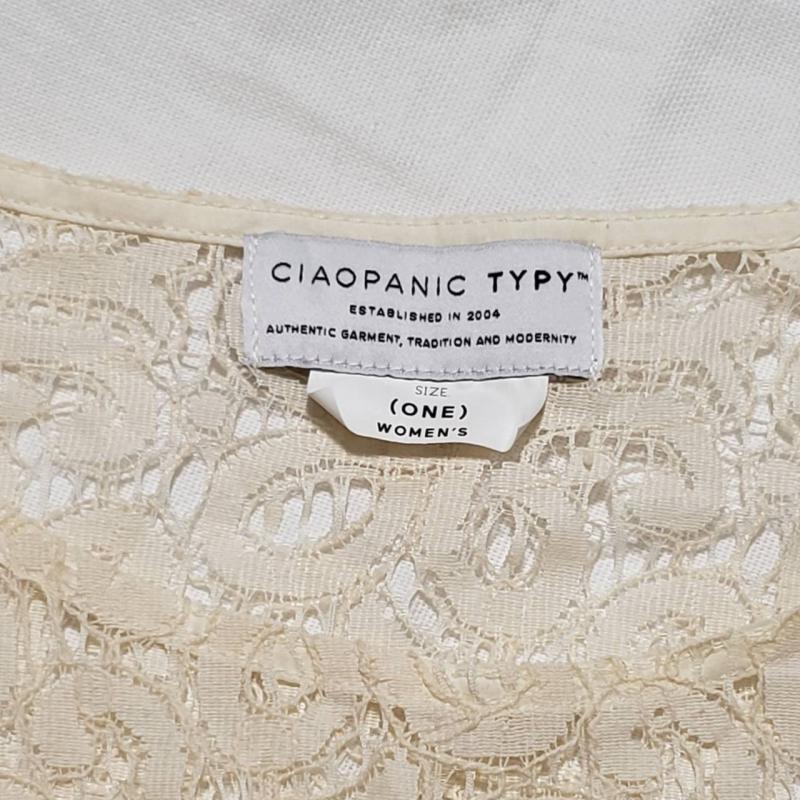 CIAOPANIC TYPY™
ESTABLISHED IN 2004
AUTHENTIC GARMENT, TRADITION AND MODERNITY
SIZE
(ONE)
WOMEN'S